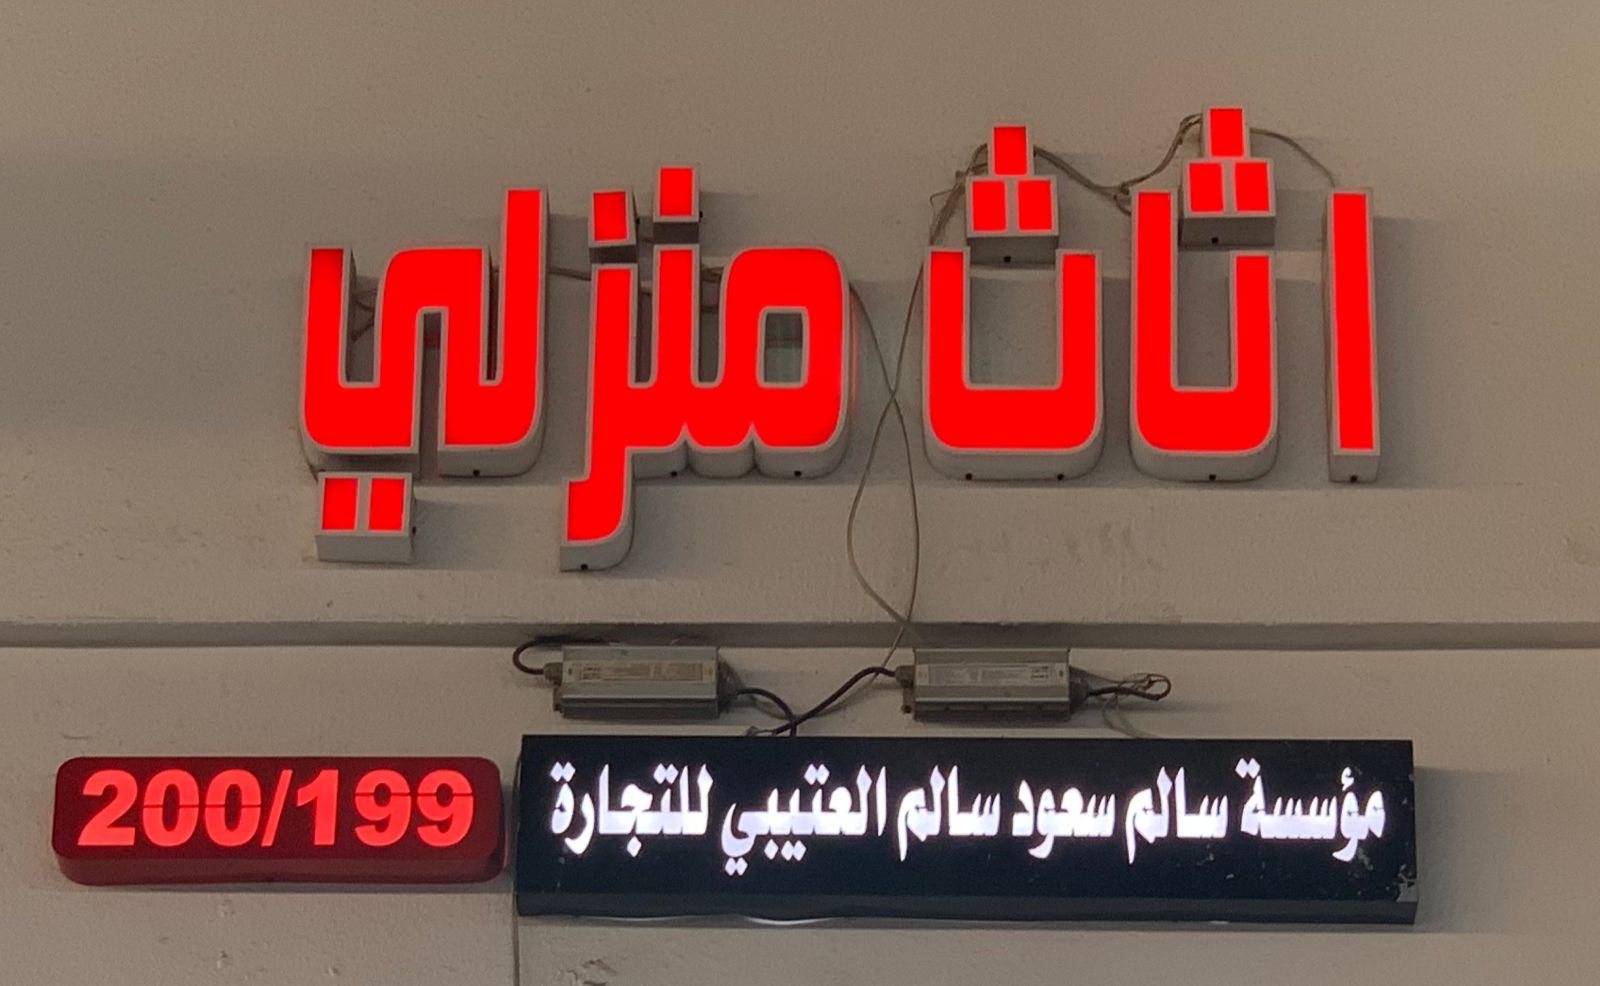 اثاث منزلي
مؤسسة سالم سعود سالم العتيبي للتجارة
200/199